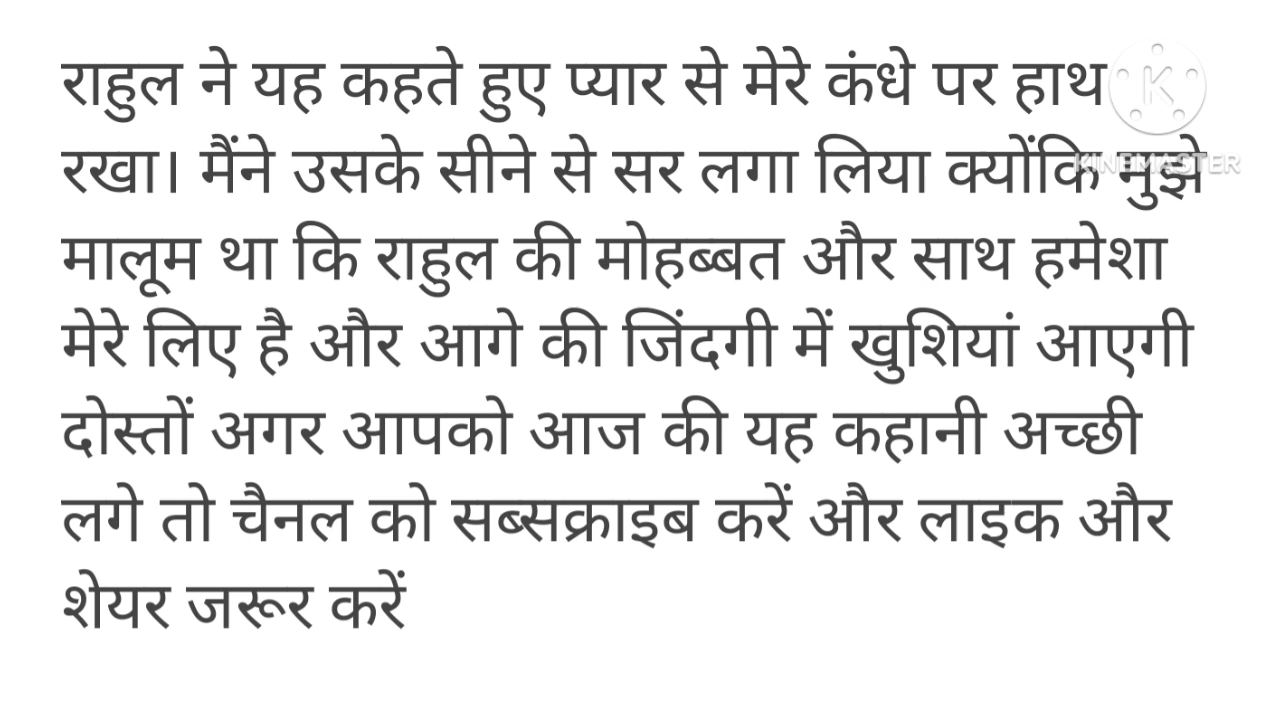 राहुल ने यह कहते हुए प्यार से मेरे कंधे पर हाथ
रखा। मैंने उसके सीने से सर लगा लिया क्योंकि मुझे
मालूम था कि राहुल की मोहब्बत और साथ हमेशा
मेरे लिए है और आगे की जिंदगी में खुशियां आएगी
दोस्तों अगर आपको आज की यह कहानी अच्छी
लगे तो चैनल को सब्सक्राइब करें और लाइक और
शेयर जरूर करें
K
KINEMASTER